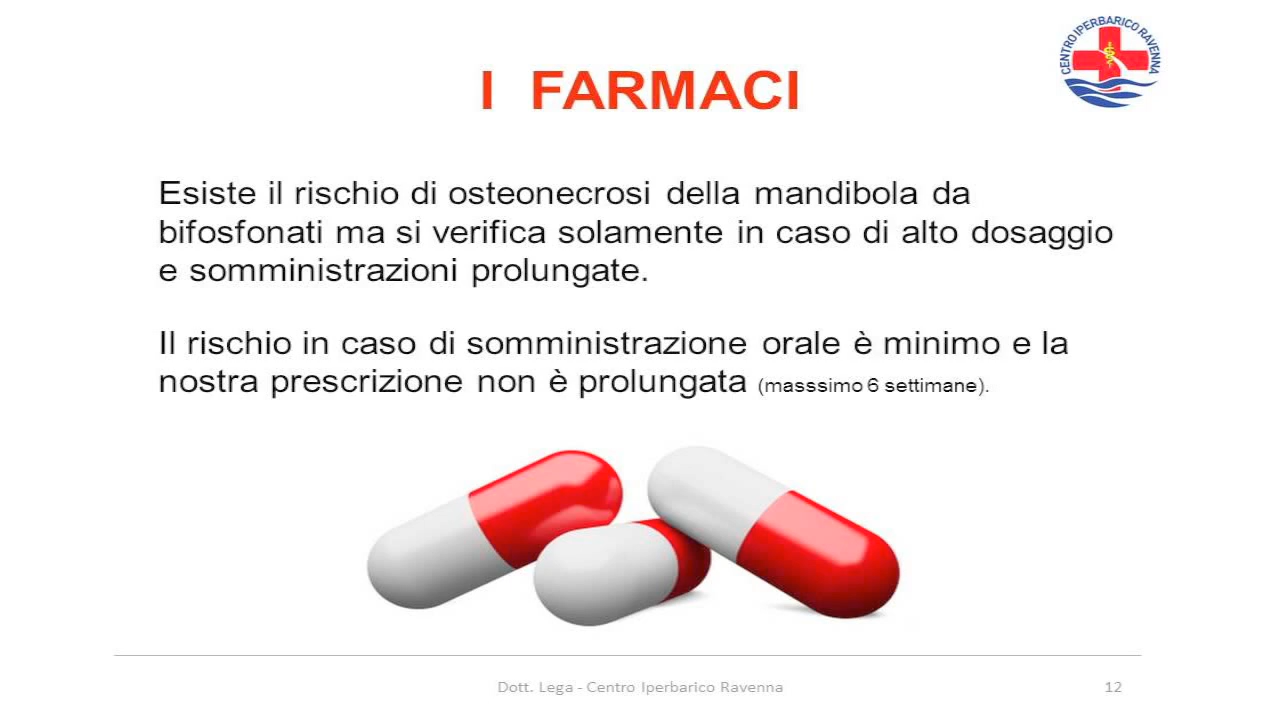 CENTRO IPERBARICO RAVENNA
I FARMACI
Esiste il rischio di osteonecrosi della mandibola da
bifosfonati ma si verifica solamente in caso di alto dosaggio
e somministrazioni prolungate.
Il rischio in caso di somministrazione orale è minimo e la
nostra prescrizione non è prolungata (masssimo 6 settimane).
Dott. Lega - Centro Iperbarico Ravenna
12